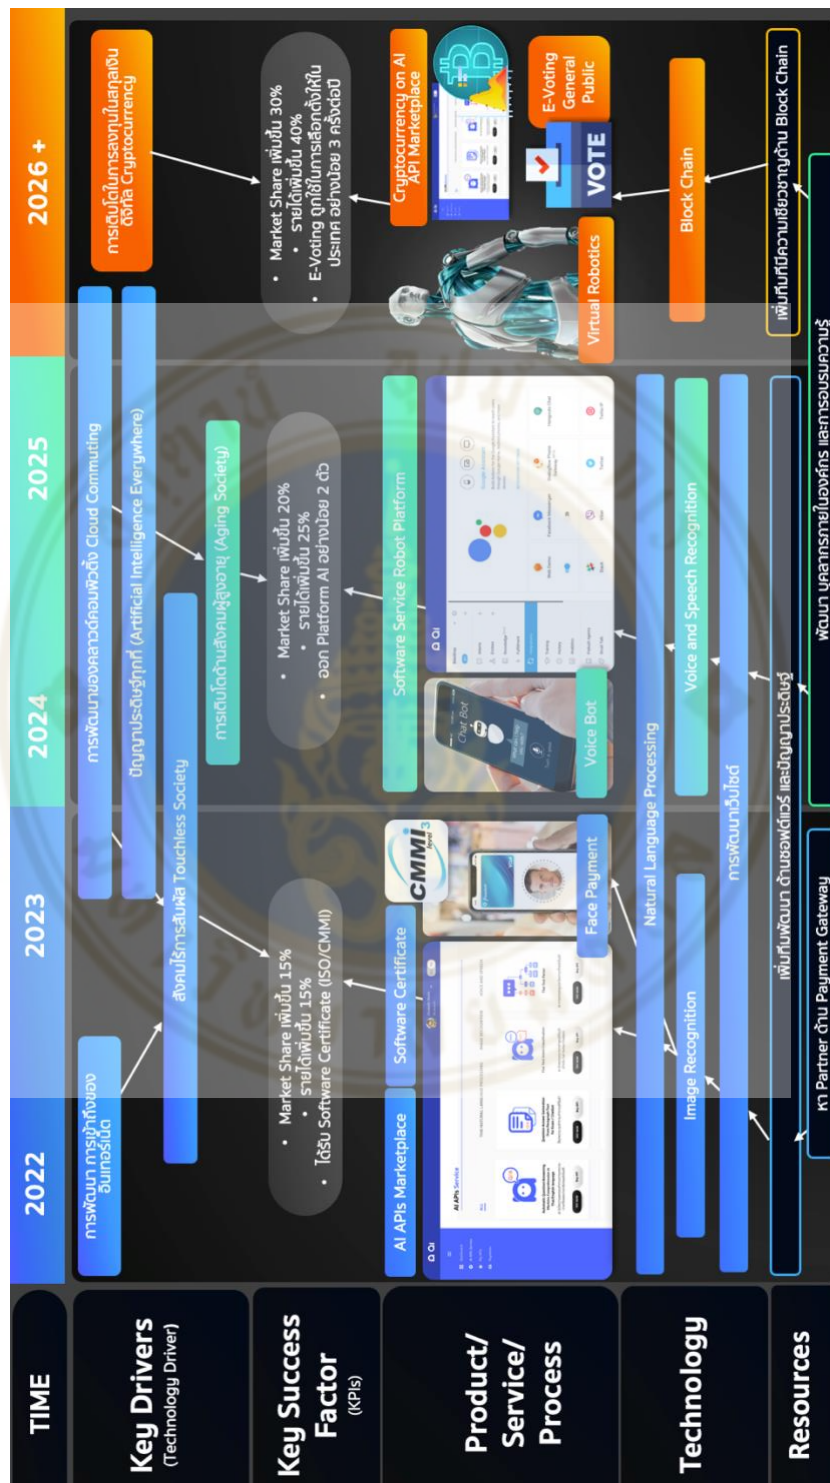 TIME
2022
2023
2024
2025
2026 +
Key Drivers
(Technology Driver)
การพัฒนา การเข้าถึงของ
อินเทอร์เน็ต
การพัฒนาของคลาวด์คอมพิวติ้ง Cloud Commuting
ปัญญาประดิษฐ์ทุกที่ (Artificial Intelligence Everywhere)
สังคมไร้การสัมผัส Touchless Society
การเติบโตด้านสังคมผู้สูงอายุ (Aging Society)
การเติบโตในการลงทุนในสกุลเงิน
ดิจิทัล Cryptocurrency
Key Success
Factor
(KPIs)
• Market Share เพิ่มขึ้น 15%
• รายได้เพิ่มขึ้น 15%
• ได้รับ Software Certificate (ISO/CMMI)
• Market Share เพิ่มขึ้น 20%
• รายได้เพิ่มขึ้น 25%
• ออก Platform AI อย่างน้อย 2 ตัว
• Market Share เพิ่มขึ้น 30%
• รายได้เพิ่มขึ้น 40%
• E-Voting ถูกใช้ในการเลือกตั้งให้ใน
ประเทศ อย่างน้อย 3 ครั้งต่อปี
Product/
Service/
Process
AI APIs Marketplace
Software Certificate
CMMI
level 3
AI APIs Service
Face Payment
Software Service Robot Platform
Chat Bot
Voice Bot
Cryptocurrency on AI
API Marketplace
E-Voting
General
Public
VOTE
Virtual Robotics
Technology
Natural Language Processing
Image Recognition
Voice and Speech Recognition
การพัฒนาเว็บไซต์
Block Chain
Resources
เพิ่มทีมพัฒนา ด้านซอฟต์แวร์ และปัญญาประดิษฐ์
เพิ่มทีมที่มีความเชี่ยวชาญด้าน Block Chain
หา Partner ด้าน Payment Gateway
พัฒนา บุคลากรภายในองค์กร และการอบรมความรู้